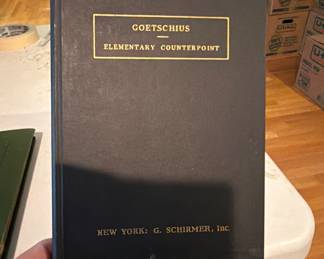 GOETSCHIUS
ELEMENTARY COUNTERPOINT
NEW YORK: G. SCHIRMER, Inc.